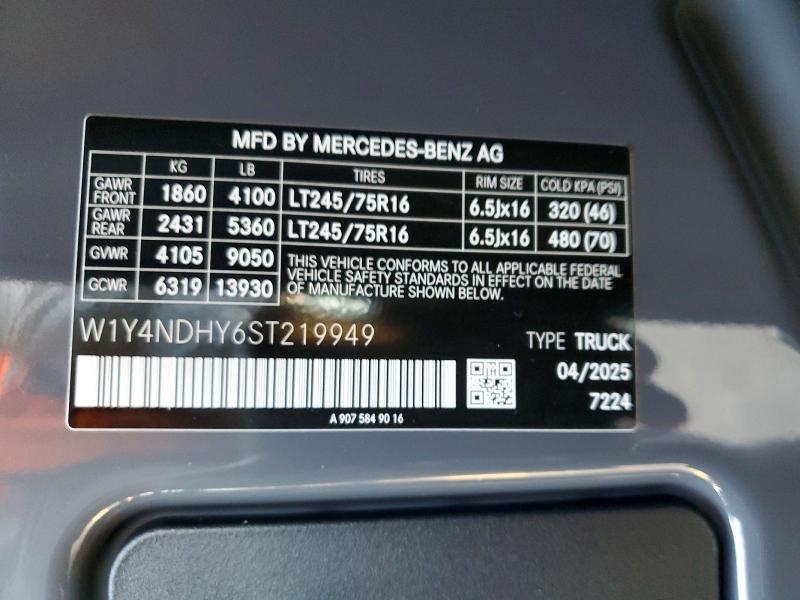 MFD BY MERCEDES-BENZ AG
KG LB TIRES RIM SIZE COLD KPA (PSI)
GAWR FRONT 1860 4100 LT245/75R16 6.5Jx16 320 (46)
GAWR REAR 2431 5360 LT245/75R16 6.5Jx16 480 (70)
GVWR 4105 9050
GCWR 6319 13930
THIS VEHICLE CONFORMS TO ALL APPLICABLE FEDERAL
VEHICLE SAFETY STANDARDS IN EFFECT ON THE DATE
OF MANUFACTURE SHOWN BELOW.
W1Y4NDHY6ST219949
TYPE TRUCK
04/2025
7224
A 907 584 90 16